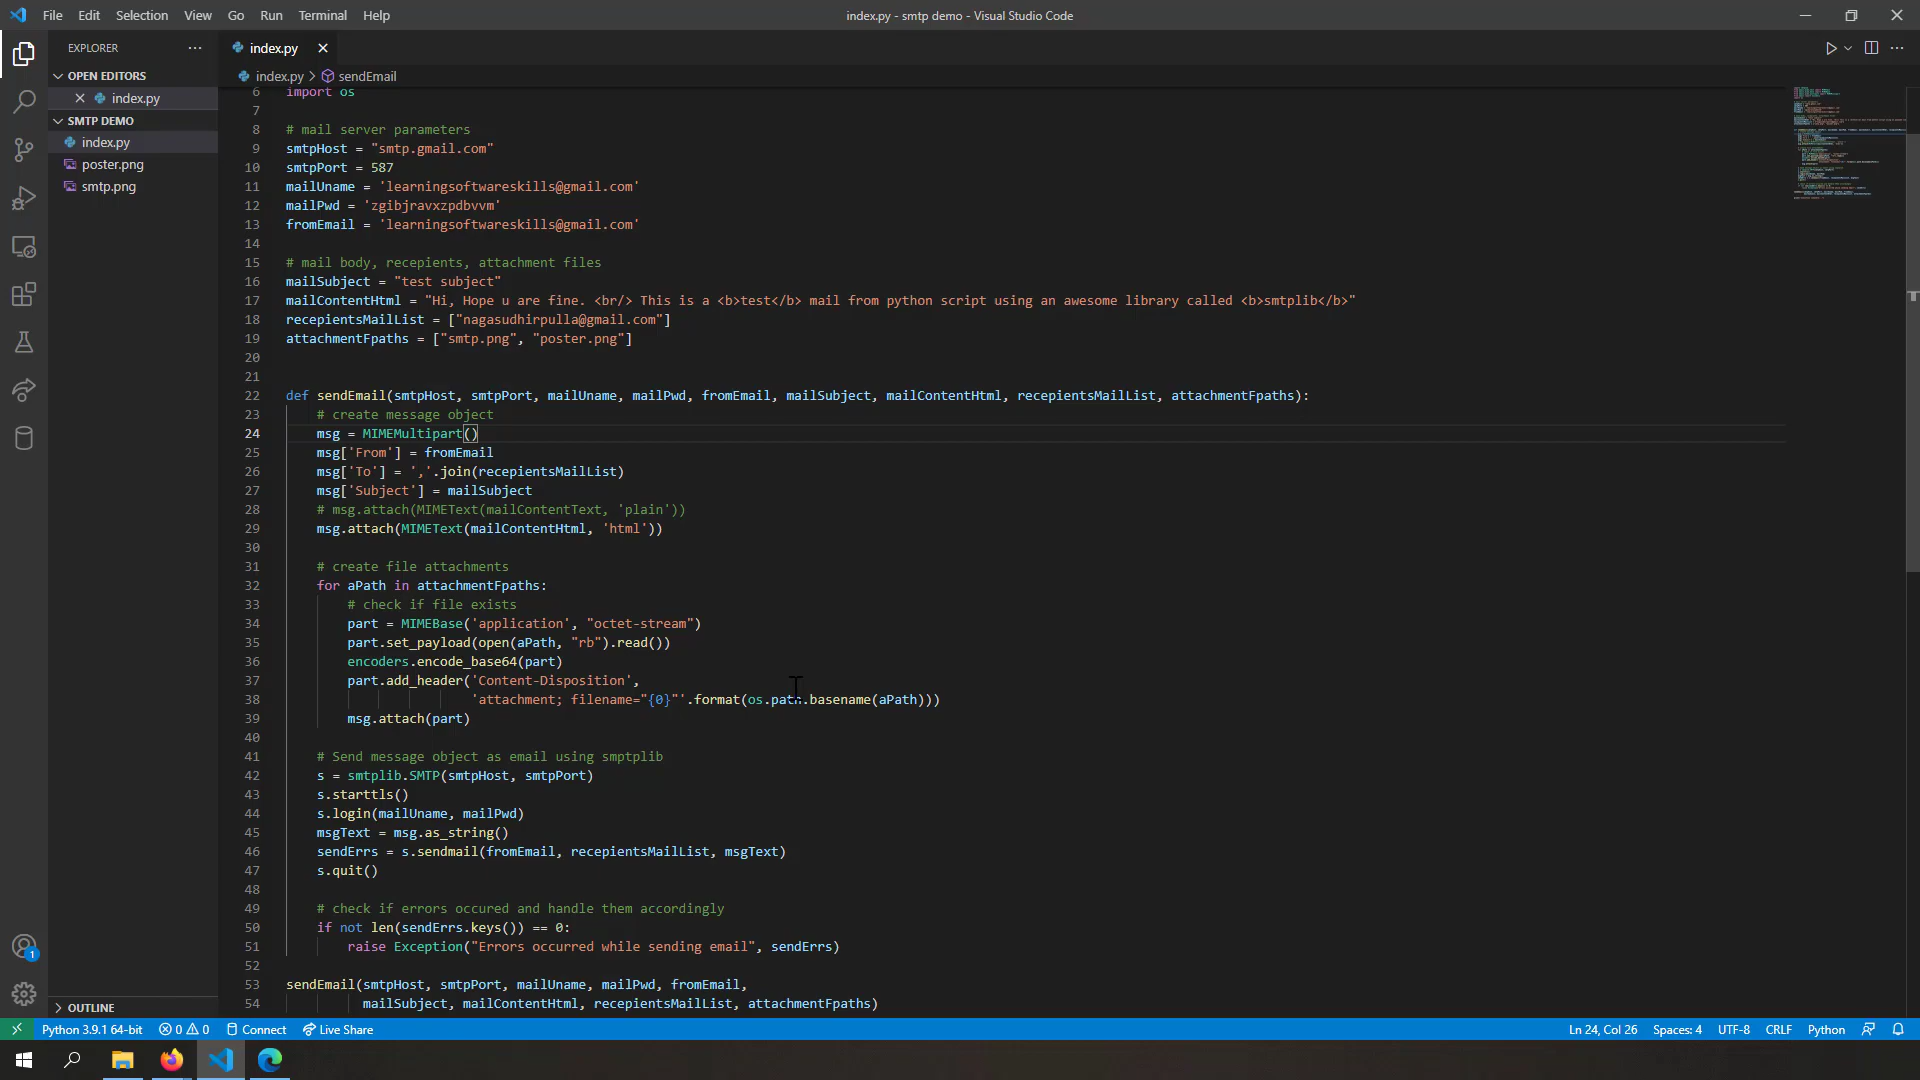 File Edit Selection View Go Run Terminal Help
index.py - smtp demo - Visual Studio Code
EXPLORER
OPEN EDITORS
index.py
SMTP DEMO
index.py
poster.png
smtp.png
OUTLINE
index.py
index.py > sendEmail
6 import os
7
8 # mail server parameters
9 smtpHost = "smtp.gmail.com"
10 smtpPort = 587
11 mailUname = 'learningsoftwareskills@gmail.com'
12 mailPwd = 'zgibjravxzpdbvvm'
13 fromEmail = 'learningsoftwareskills@gmail.com'
14
15 # mail body, recepients, attachment files
16 mailSubject = "test subject"
17 mailContentHtml = "Hi, Hope u are fine. <br/> This is a <b>test</b> mail from python script using an awesome library called <b>smtplib</b>"
18 recepientsMailList = ["nagasudhirpulla@gmail.com"]
19 attachmentFpaths = ["smtp.png", "poster.png"]
20
21
22 def sendEmail(smtpHost, smtpPort, mailUname, mailPwd, fromEmail, mailSubject, mailContentHtml, recepientsMailList, attachmentFpaths):
23 # create message object
24 msg = MIMEMultipart()
25 msg['From'] = fromEmail
26 msg['To'] = ','.join(recepientsMailList)
27 msg['Subject'] = mailSubject
28 # msg.attach(MIMEText(mailContentText, 'plain'))
29 msg.attach(MIMEText(mailContentHtml, 'html'))
30
31 # create file attachments
32 for aPath in attachmentFpaths:
33 # check if file exists
34 part = MIMEBase('application', "octet-stream")
35 part.set_payload(open(aPath, "rb").read())
36 encoders.encode_base64(part)
37 part.add_header('Content-Disposition',
38 'attachment; filename="{0}"'.format(os.path.basename(aPath)))
39 msg.attach(part)
40
41 # Send message object as email using smptplib
42 s = smtplib.SMTP(smtpHost, smtpPort)
43 s.starttls()
44 s.login(mailUname, mailPwd)
45 msgText = msg.as_string()
46 sendErrs = s.sendmail(fromEmail, recepientsMailList, msgText)
47 s.quit()
48
49 # check if errors occured and handle them accordingly
50 if not len(sendErrs.keys()) == 0:
51 raise Exception("Errors occurred while sending email", sendErrs)
52
53 sendEmail(smtpHost, smtpPort, mailUname, mailPwd, fromEmail,
54 mailSubject, mailContentHtml, recepientsMailList, attachmentFpaths)
1
Python 3.9.1 64-bit 0 0 Connect Live Share
Ln 24, Col 26 Spaces: 4 UTF-8 CRLF Python